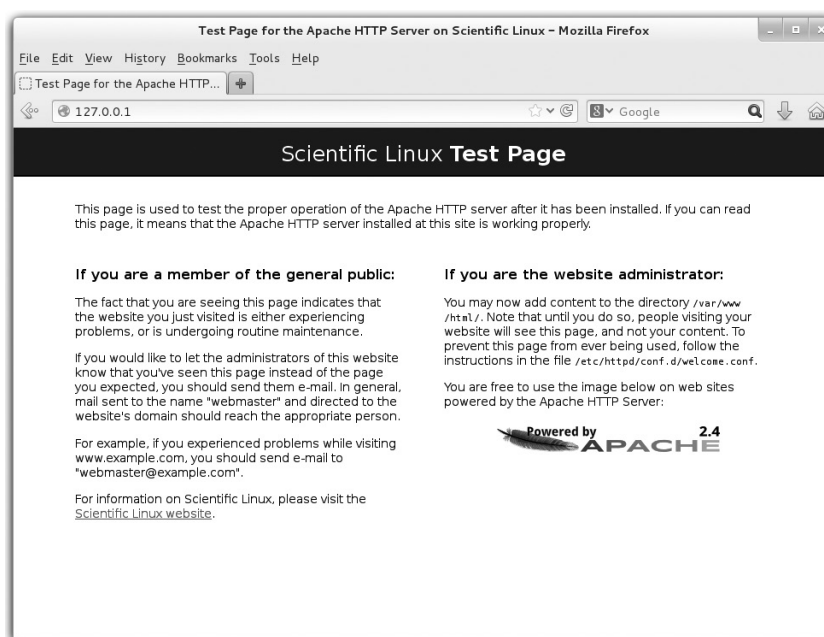 Test Page for the Apache HTTP Server on Scientific Linux – Mozilla Firefox
File Edit View History Bookmarks Tools Help
Test Page for the Apache HTTP...
127.0.0.1
8 Google
Scientific Linux Test Page
This page is used to test the proper operation of the Apache HTTP server after it has been installed. If you can read
this page, it means that the Apache HTTP server installed at this site is working properly.
If you are a member of the general public:
The fact that you are seeing this page indicates that
the website you just visited is either experiencing
problems, or is undergoing routine maintenance.
If you would like to let the administrators of this website
know that you've seen this page instead of the page
you expected, you should send them e-mail. In general,
mail sent to the name "webmaster" and directed to the
website's domain should reach the appropriate person.
For example, if you experienced problems while visiting
www.example.com, you should send e-mail to
"webmaster@example.com".
For information on Scientific Linux, please visit the
Scientific Linux website.
If you are the website administrator:
You may now add content to the directory /var/www
/html/. Note that until you do so, people visiting your
website will see this page, and not your content. To
prevent this page from ever being used, follow the
instructions in the file /etc/httpd/conf.d/welcome.conf.
You are free to use the image below on web sites
powered by the Apache HTTP Server:
Powered by 2.4
APACHE